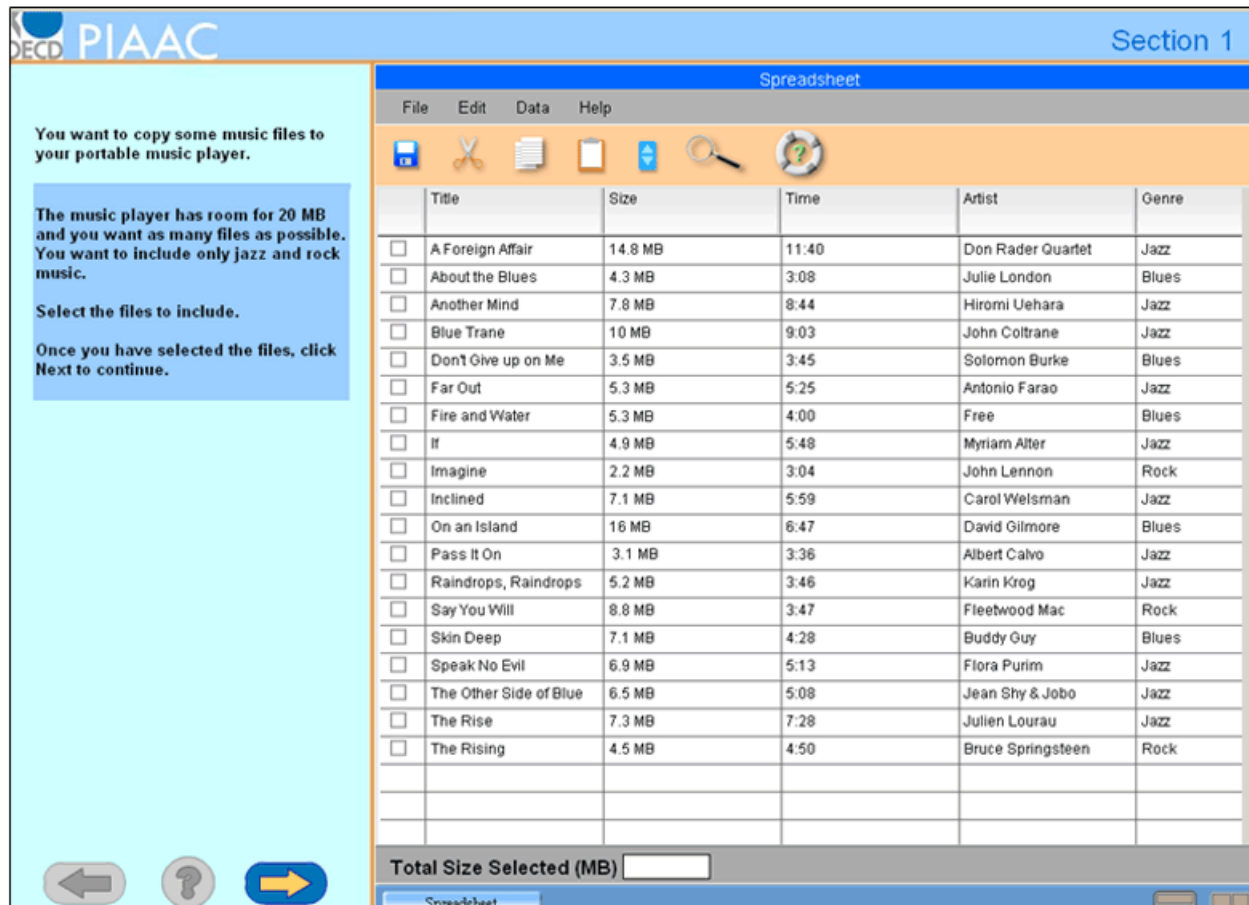 OECD PIAAC
Section 1
You want to copy some music files to
your portable music player.
The music player has room for 20 MB
and you want as many files as possible.
You want to include only jazz and rock
music.
Select the files to include.
Once you have selected the files, click
Next to continue.
Spreadsheet
File Edit Data Help
Title Size Time Artist Genre
A Foreign Affair 14.8 MB 11:40 Don Rader Quartet Jazz
About the Blues 4.3 MB 3:08 Julie London Blues
Another Mind 7.8 MB 8:44 Hiromi Uehara Jazz
Blue Trane 10 MB 9:03 John Coltrane Jazz
Don't Give up on Me 3.5 MB 3:45 Solomon Burke Blues
Far Out 5.3 MB 5:25 Antonio Farao Jazz
Fire and Water 5.3 MB 4:00 Free Blues
If 4.9 MB 5:48 Myriam Alter Jazz
Imagine 2.2 MB 3:04 John Lennon Rock
Inclined 7.1 MB 5:59 Carol Welsman Jazz
On an Island 16 MB 6:47 David Gilmore Blues
Pass It On 3.1 MB 3:36 Albert Calvo Jazz
Raindrops, Raindrops 5.2 MB 3:46 Karin Krog Jazz
Say You Will 8.8 MB 3:47 Fleetwood Mac Rock
Skin Deep 7.1 MB 4:28 Buddy Guy Blues
Speak No Evil 6.9 MB 5:13 Flora Purim Jazz
The Other Side of Blue 6.5 MB 5:08 Jean Shy & Jobo Jazz
The Rise 7.3 MB 7:28 Julien Lourau Jazz
The Rising 4.5 MB 4:50 Bruce Springsteen Rock
Total Size Selected (MB)
Spreadsheet